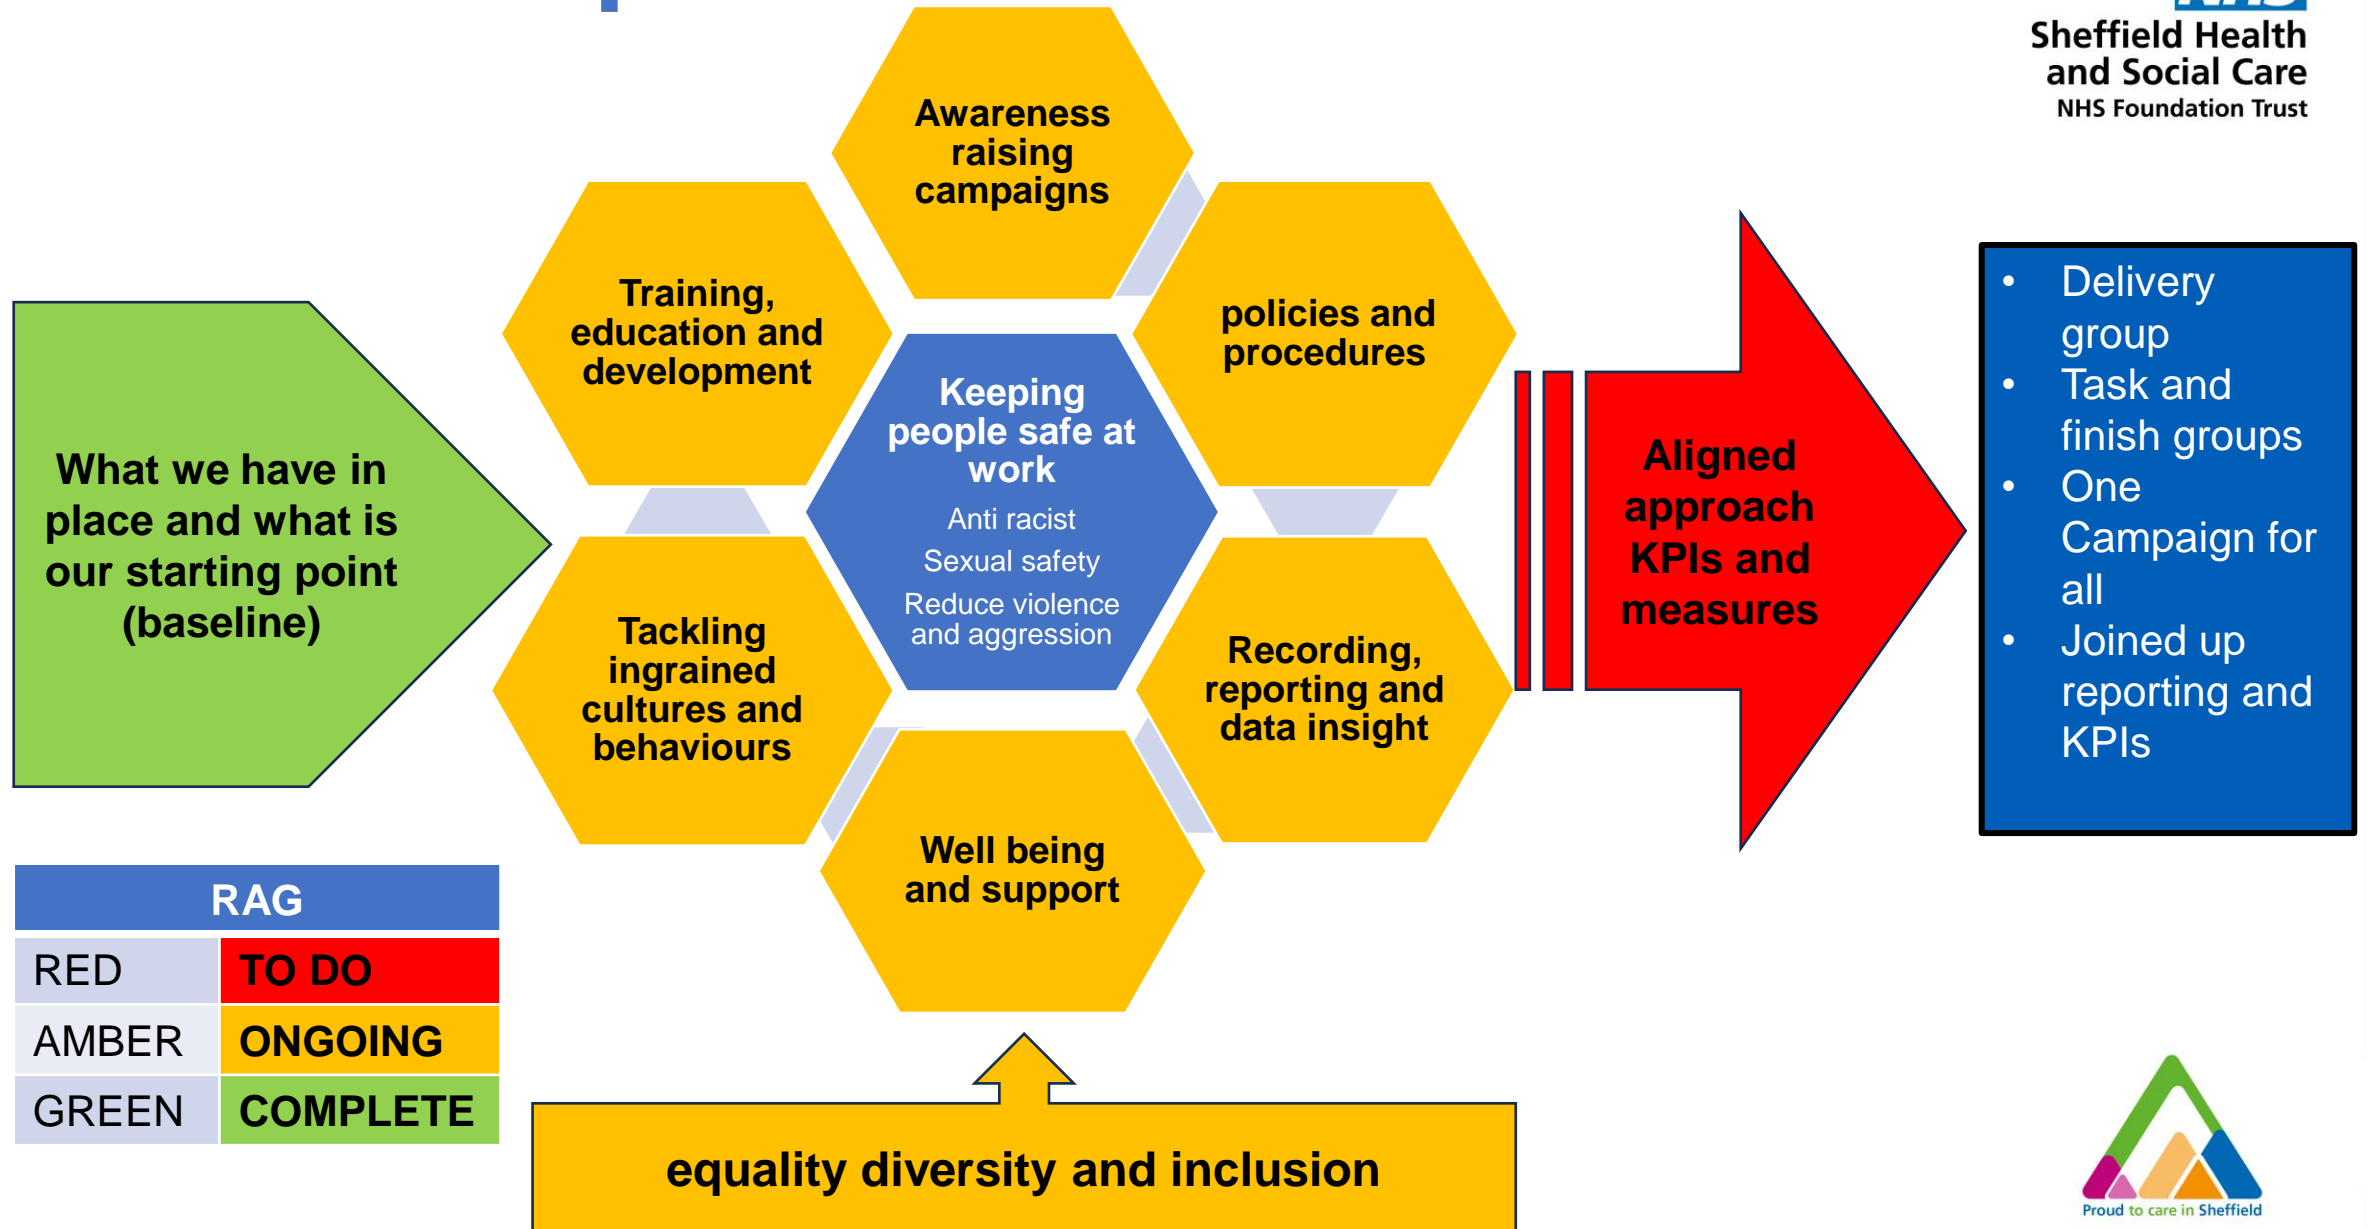 NHS
Sheffield Health
and Social Care
NHS Foundation Trust
Awareness
raising
campaigns
Training,
education and
development
policies and
procedures
Keeping
people safe at
work
Anti racist
Sexual safety
Reduce violence
and aggression
What we have in
place and what is
our starting point
(baseline)
Tackling
ingrained
cultures and
behaviours
Recording,
reporting and
data insight
Well being
and support
Aligned
approach
KPIs and
measures
• Delivery
group
• Task and
finish groups
• One
Campaign for
all
• Joined up
reporting and
KPIs
RAG
RED TO DO
AMBER ONGOING
GREEN COMPLETE
equality diversity and inclusion
Proud to care in Sheffield